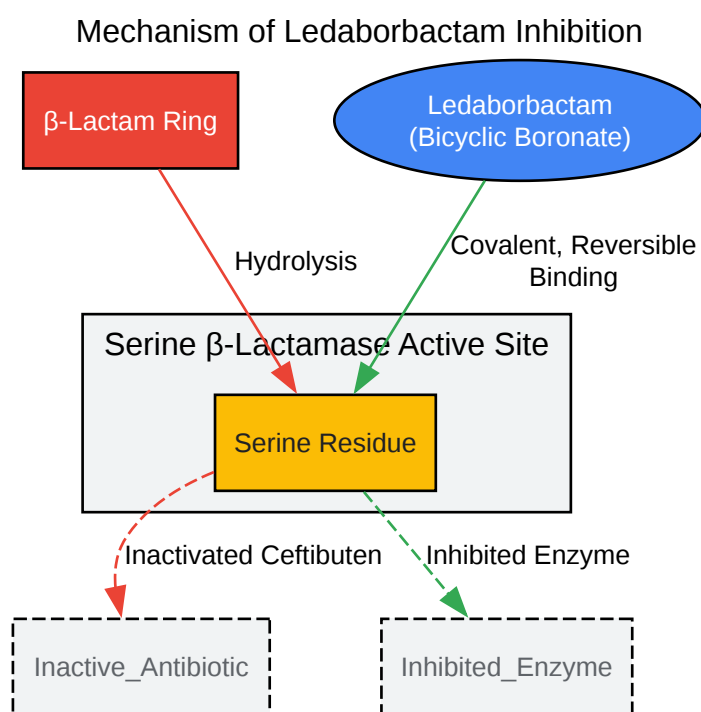 Mechanism of Ledaborbactam Inhibition
β-Lactam Ring
Ledaborbactam
(Bicyclic Boronate)
Hydrolysis
Covalent, Reversible
Binding
Serine β-Lactamase Active Site
Serine Residue
Inactivated Ceftibuten
Inhibited Enzyme
Inactive_Antibiotic
Inhibited_Enzyme